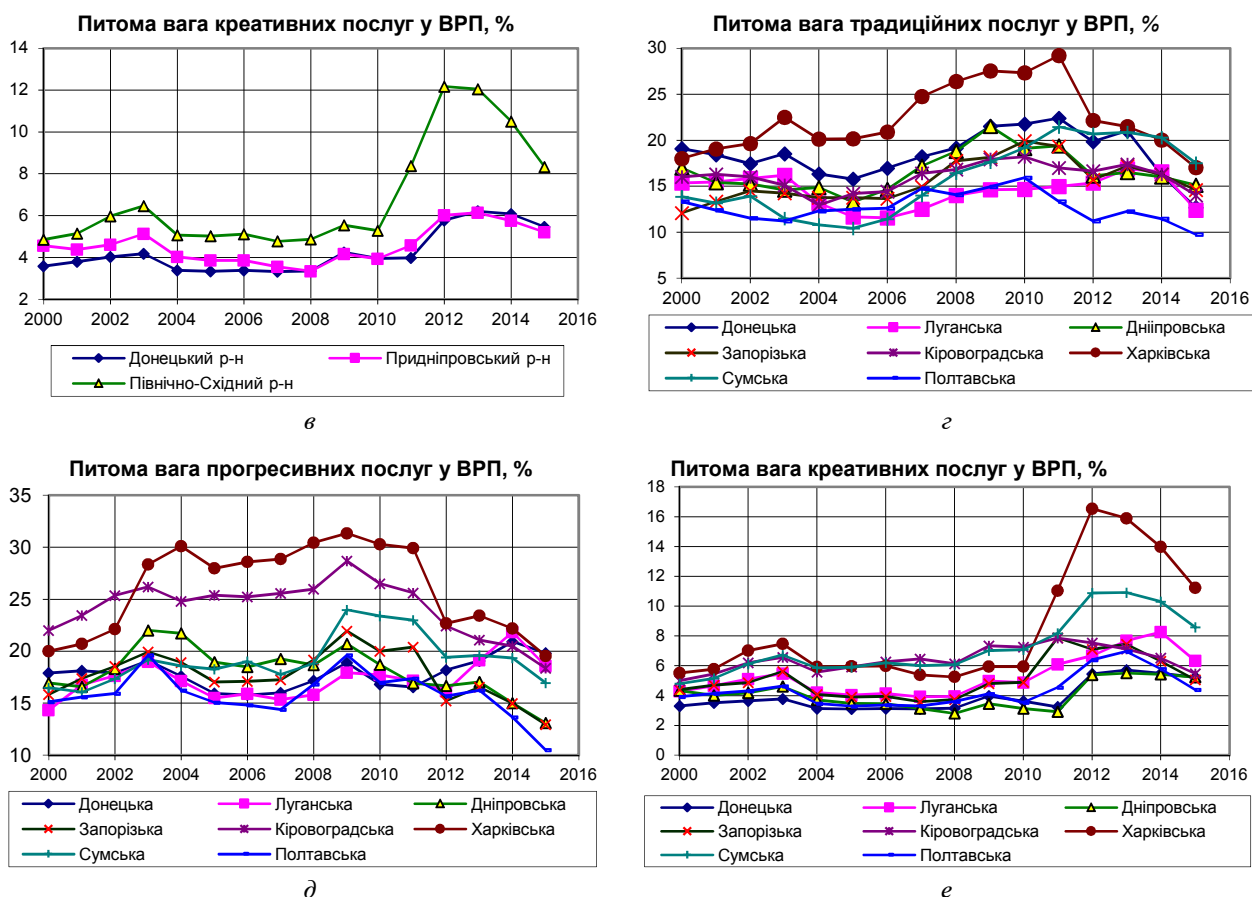 Питома вага креативних послуг у ВРП, %
14
12
10
8
6
4
2
2000 2002 2004 2006 2008 2010 2012 2014 2016
Донецький р-н Придніпровський р-н
Північно-Східний р-н
в
Питома вага традиційних послуг у ВРП, %
30
25
20
15
10
5
2000 2002 2004 2006 2008 2010 2012 2014 2016
Донецька Луганська Дніпровська
Запорізька Кіровоградська Харківська
Сумська Полтавська
г
Питома вага прогресивних послуг у ВРП, %
35
30
25
20
15
10
2000 2002 2004 2006 2008 2010 2012 2014 2016
Донецька Луганська Дніпровська
Запорізька Кіровоградська Харківська
Сумська Полтавська
д
Питома вага креативних послуг у ВРП, %
18
16
14
12
10
8
6
4
2
0
2000 2002 2004 2006 2008 2010 2012 2014 2016
Донецька Луганська Дніпровська
Запорізька Кіровоградська Харківська
Сумська Полтавська
е